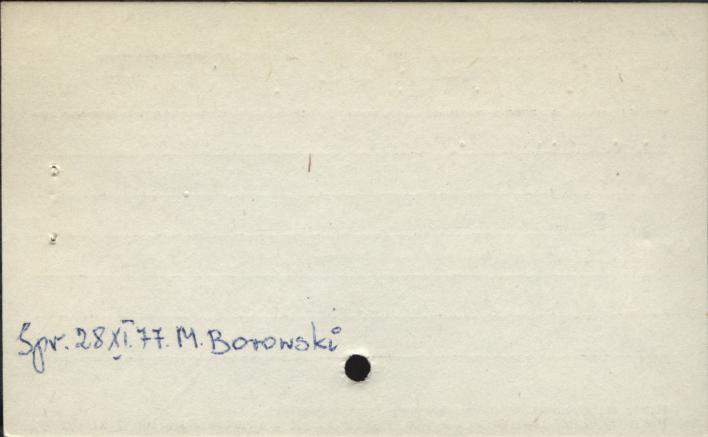 Spr. 28 XI. 77. M. Borowski